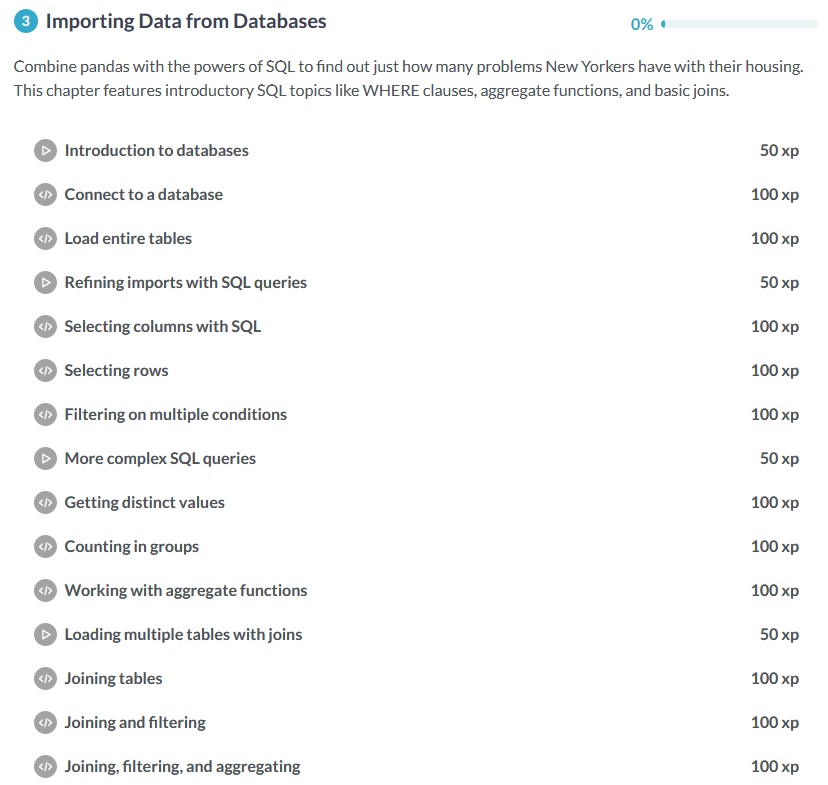 3 Importing Data from Databases 0%
Combine pandas with the powers of SQL to find out just how many problems New Yorkers have with their housing.
This chapter features introductory SQL topics like WHERE clauses, aggregate functions, and basic joins.
Introduction to databases 50 xp
</> Connect to a database 100 xp
</> Load entire tables 100 xp
Refining imports with SQL queries 50 xp
</> Selecting columns with SQL 100 xp
</> Selecting rows 100 xp
</> Filtering on multiple conditions 100 xp
More complex SQL queries 50 xp
</> Getting distinct values 100 xp
</> Counting in groups 100 xp
</> Working with aggregate functions 100 xp
Loading multiple tables with joins 50 xp
</> Joining tables 100 xp
</> Joining and filtering 100 xp
</> Joining, filtering, and aggregating 100 xp